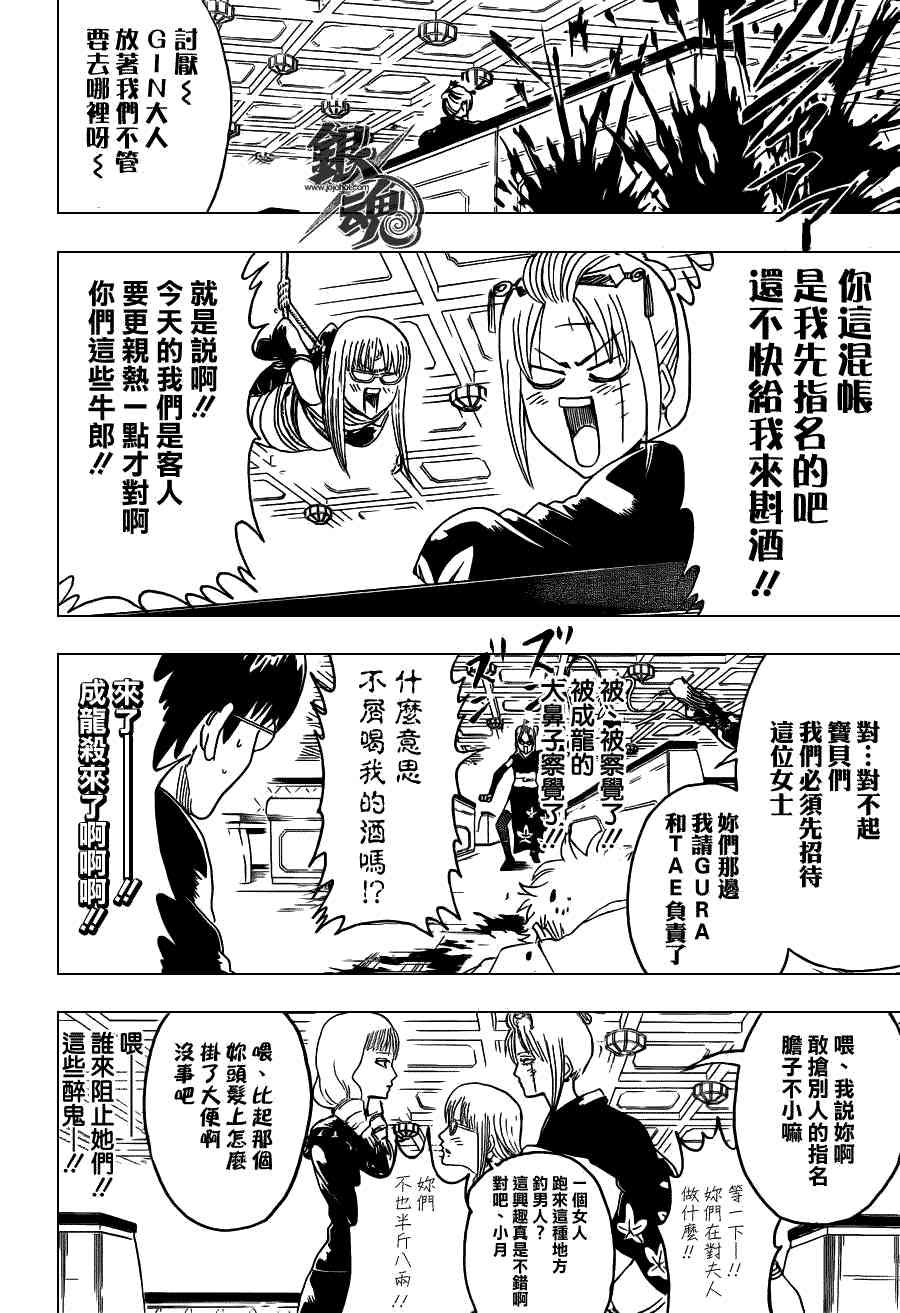 討厭～
GIN大人
放著我們不管
要去哪裡呀～
銀魂
www.jojohot.com
你這混帳
是我先指名的吧
還不快給我來斟酒!!
就是説啊!!
今天的我們是客人
要更親熱一點才對啊
你們這些牛郎!!
對…對不起
寶貝們
我們必須先招待
這位女士
妳們那邊
我請GURA
和TAE負責了
被、被察覺了!!
被成龍的
大鼻子察覺了!!
ズズ
什麼意思
不屑喝我的酒嗎!?
來了——!!
成龍殺來了啊啊啊!!
喂、我説妳啊
敢搶別人的指名
膽子不小嘛
等一下—!!
妳們在對夫人
做什麼!!
一個女人
跑來這種地方
釣男人?
這興趣真是不錯啊
對吧、小月
妳們
不也半斤八兩!!
喂、比起那個
妳頭髮上怎麼
掛了大便啊
沒事吧
喂—
誰來阻止她們!!
這些醉鬼—!!